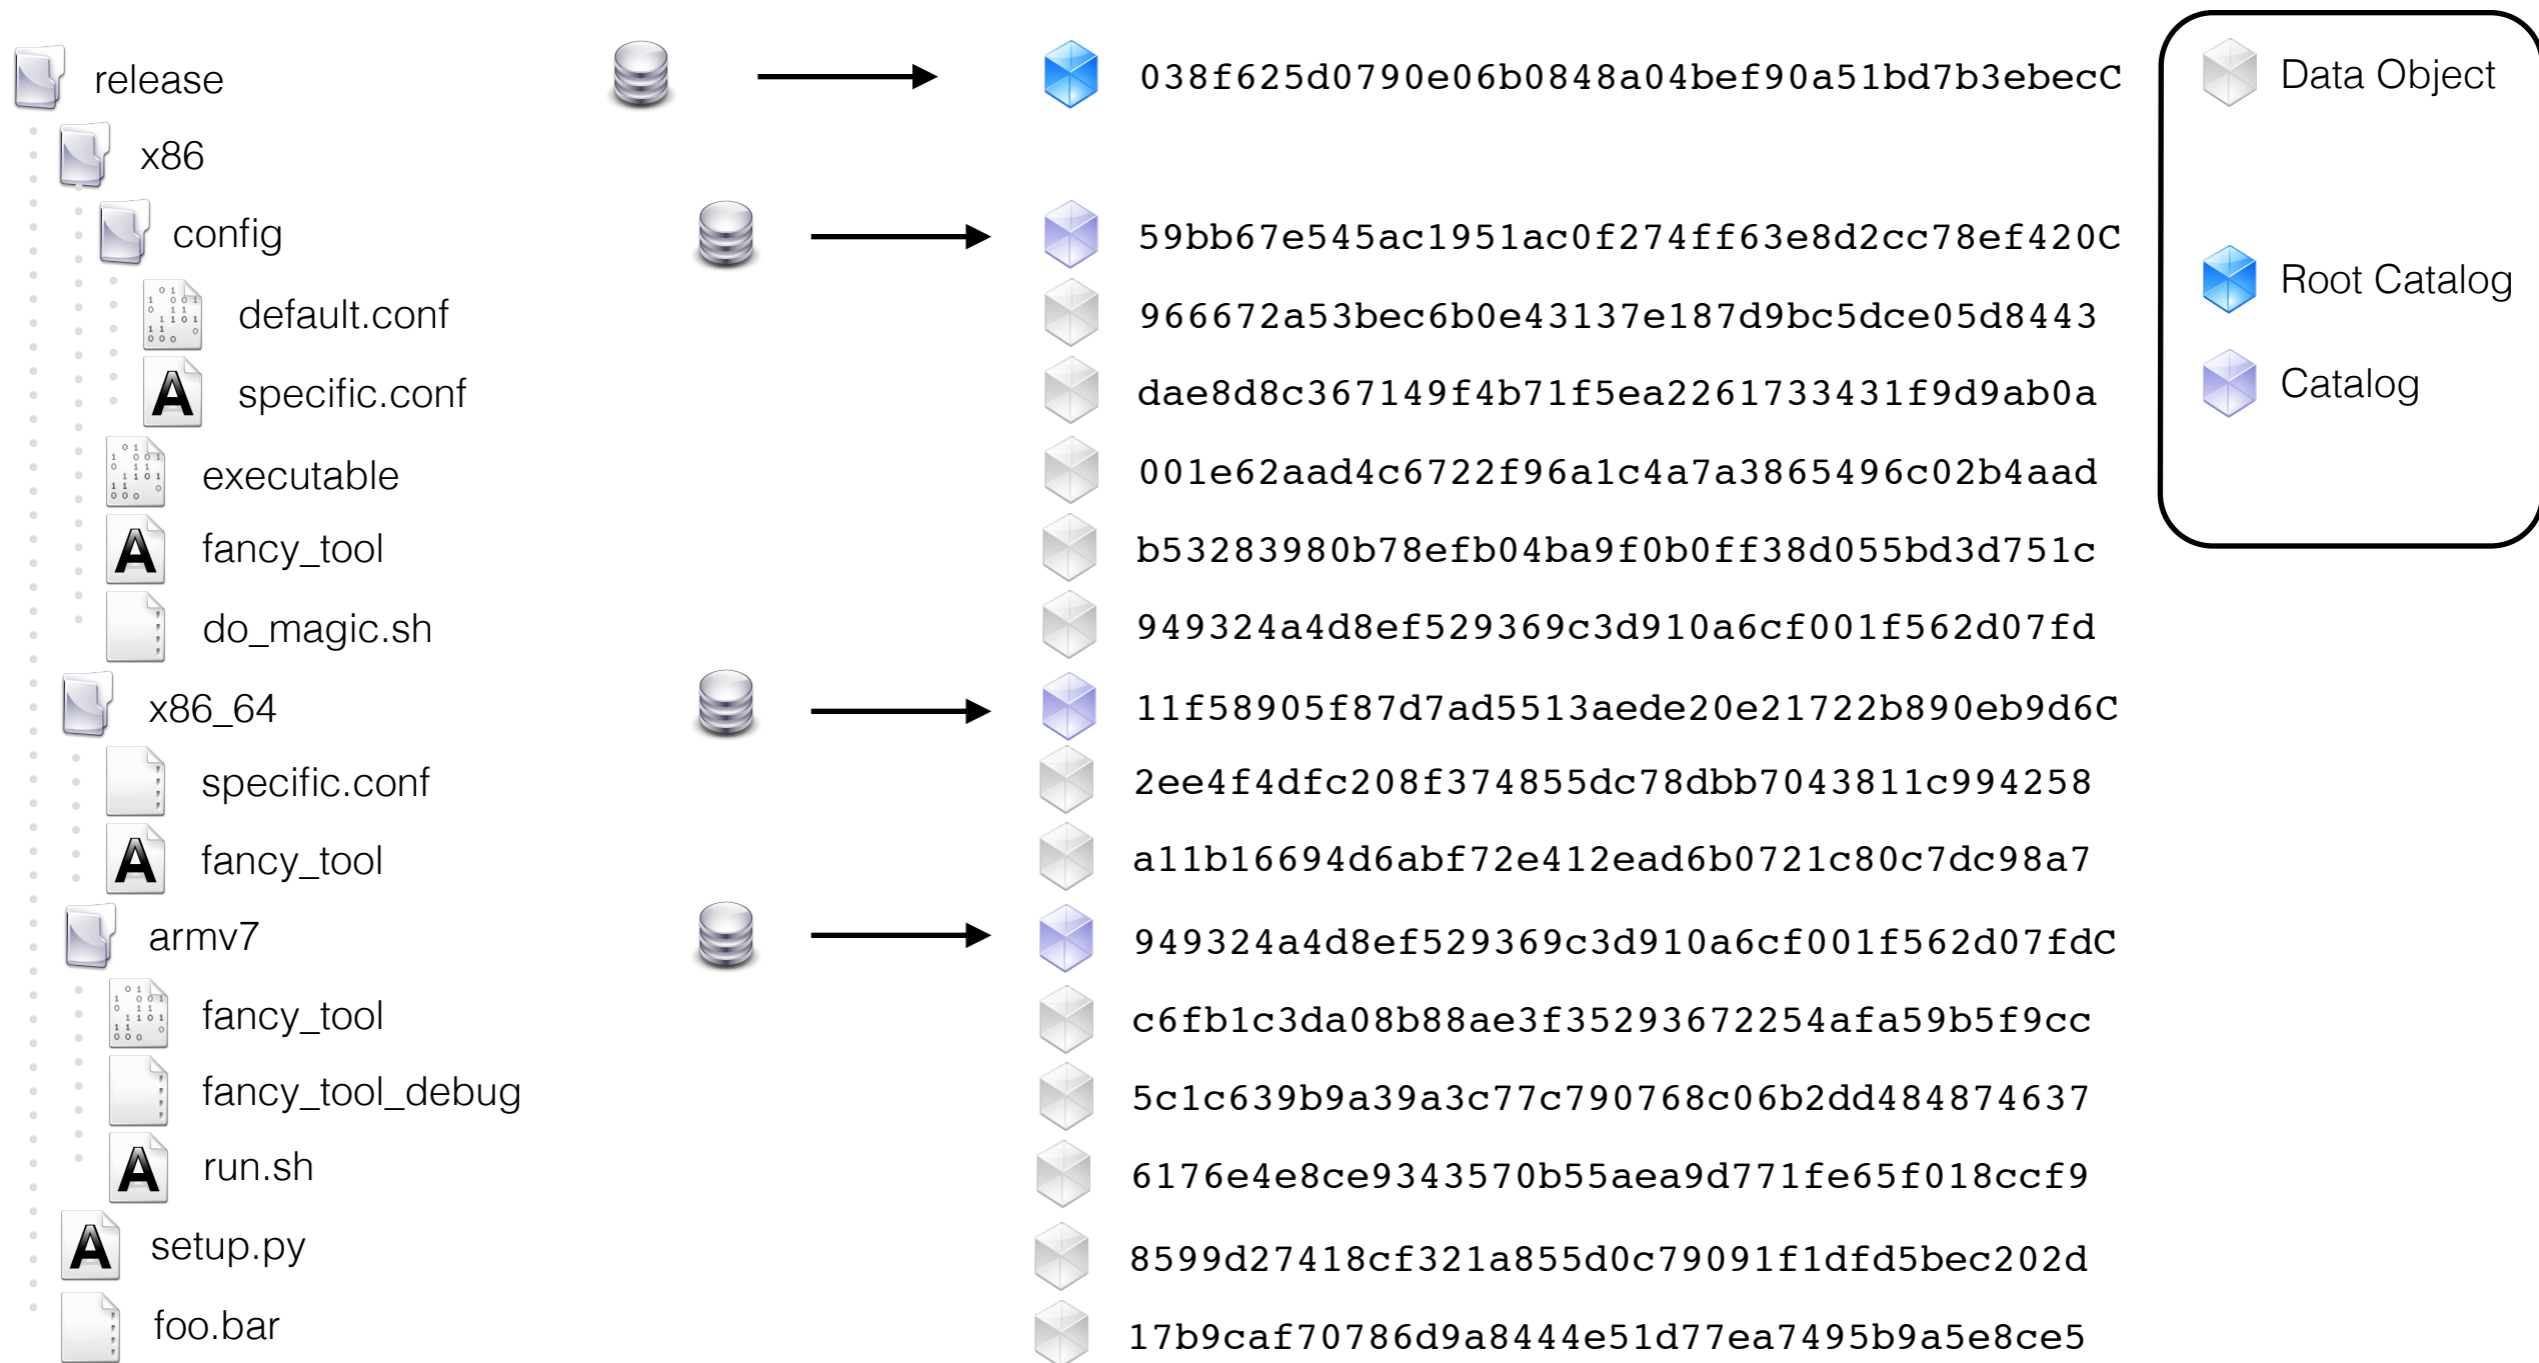 release 038f625d0790e06b0848a04bef90a51bd7b3ebecC
x86
config 59bb67e545ac1951ac0f274ff63e8d2cc78ef420C
default.conf 966672a53bec6b0e43137e187d9bc5dce05d8443
specific.conf dae8d8c367149f4b71f5ea2261733431f9d9ab0a
executable 001e62aad4c6722f96a1c4a7a3865496c02b4aad
fancy_tool b53283980b78efb04ba9f0b0ff38d055bd3d751c
do_magic.sh 949324a4d8ef529369c3d910a6cf001f562d07fd
x86_64 11f58905f87d7ad5513aede20e21722b890eb9d6C
specific.conf 2ee4f4dfc208f374855dc78dbb7043811c994258
fancy_tool a11b16694d6abf72e412ead6b0721c80c7dc98a7
armv7 949324a4d8ef529369c3d910a6cf001f562d07fdC
fancy_tool c6fb1c3da08b88ae3f35293672254afa59b5f9cc
fancy_tool_debug 5c1c639b9a39a3c77c790768c06b2dd484874637
run.sh 6176e4e8ce9343570b55aea9d771fe65f018ccf9
setup.py 8599d27418cf321a855d0c79091f1dfd5bec202d
foo.bar 17b9caf70786d9a8444e51d77ea7495b9a5e8ce5
Data Object
Root Catalog
Catalog